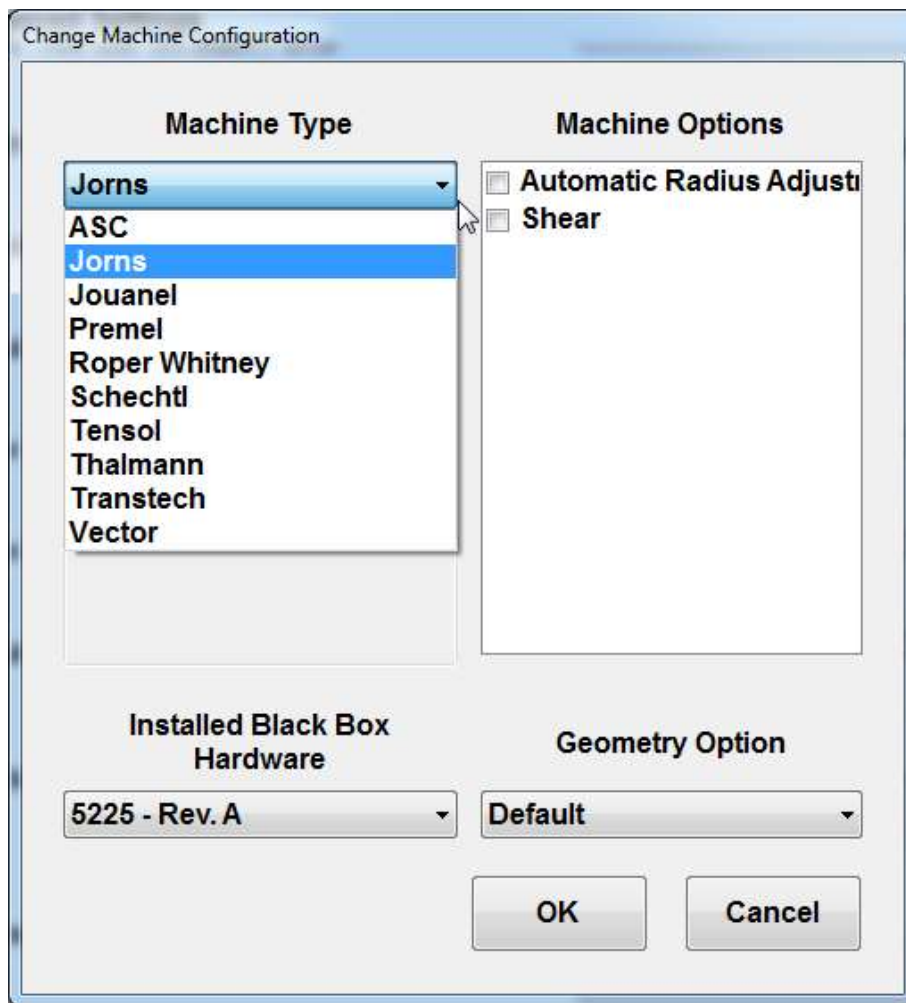 Change Machine Configuration
Machine Type
Machine Options
Jorns
Automatic Radius Adjust
Shear
ASC
Jorns
Jouanel
Premel
Roper Whitney
Schechtl
Tensol
Thalmann
Transtech
Vector
Installed Black Box
Hardware
Geometry Option
5225 - Rev. A
Default
OK
Cancel